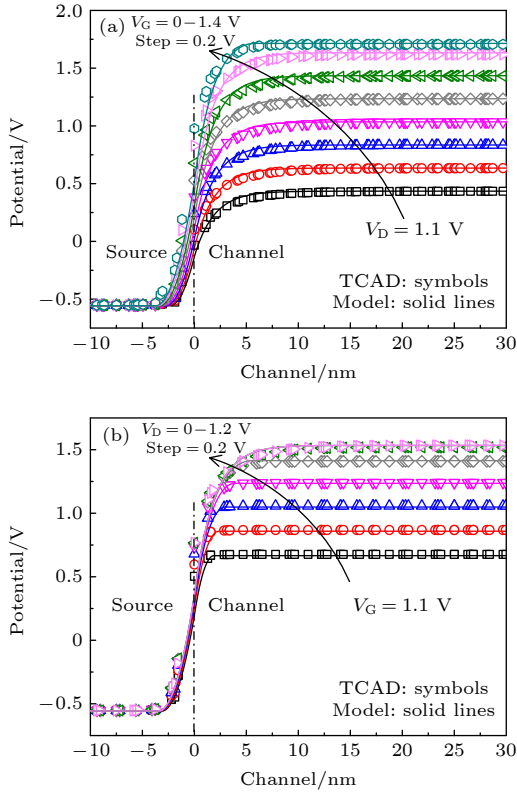 (a)
V_G = 0–1.4 V
Step = 0.2 V
2.0
1.5
1.0
0.5
0
−0.5
Potential/V
Source
Channel
V_D = 1.1 V
TCAD: symbols
Model: solid lines
−10 −5 0 5 10 15 20 25 30
Channel/nm
(b)
V_D = 0–1.2 V
Step = 0.2 V
1.5
1.0
0.5
0
−0.5
Potential/V
Source
Channel
V_G = 1.1 V
TCAD: symbols
Model: solid lines
−10 −5 0 5 10 15 20 25 30
Channel/nm